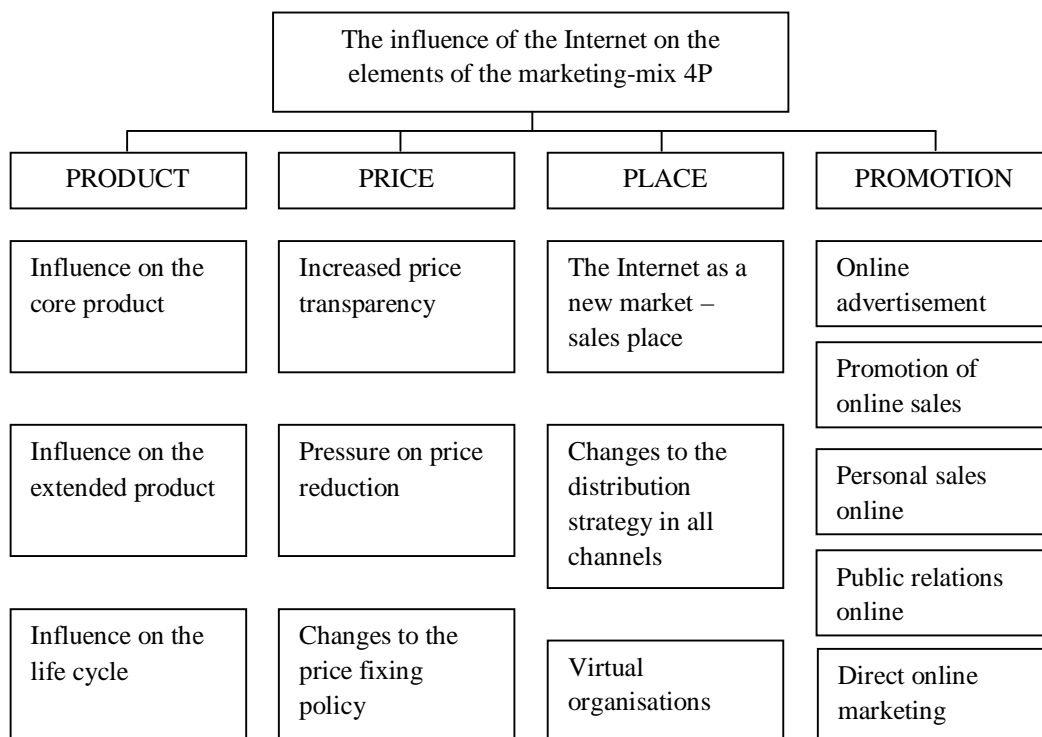 The influence of the Internet on the
elements of the marketing-mix 4P
PRODUCT
PRICE
PLACE
PROMOTION
Influence on the
core product
Influence on the
extended product
Influence on the
life cycle
Increased price
transparency
Pressure on price
reduction
Changes to the
price fixing
policy
The Internet as a
new market –
sales place
Changes to the
distribution
strategy in all
channels
Virtual
organisations
Online
advertisement
Promotion of
online sales
Personal sales
online
Public relations
online
Direct online
marketing